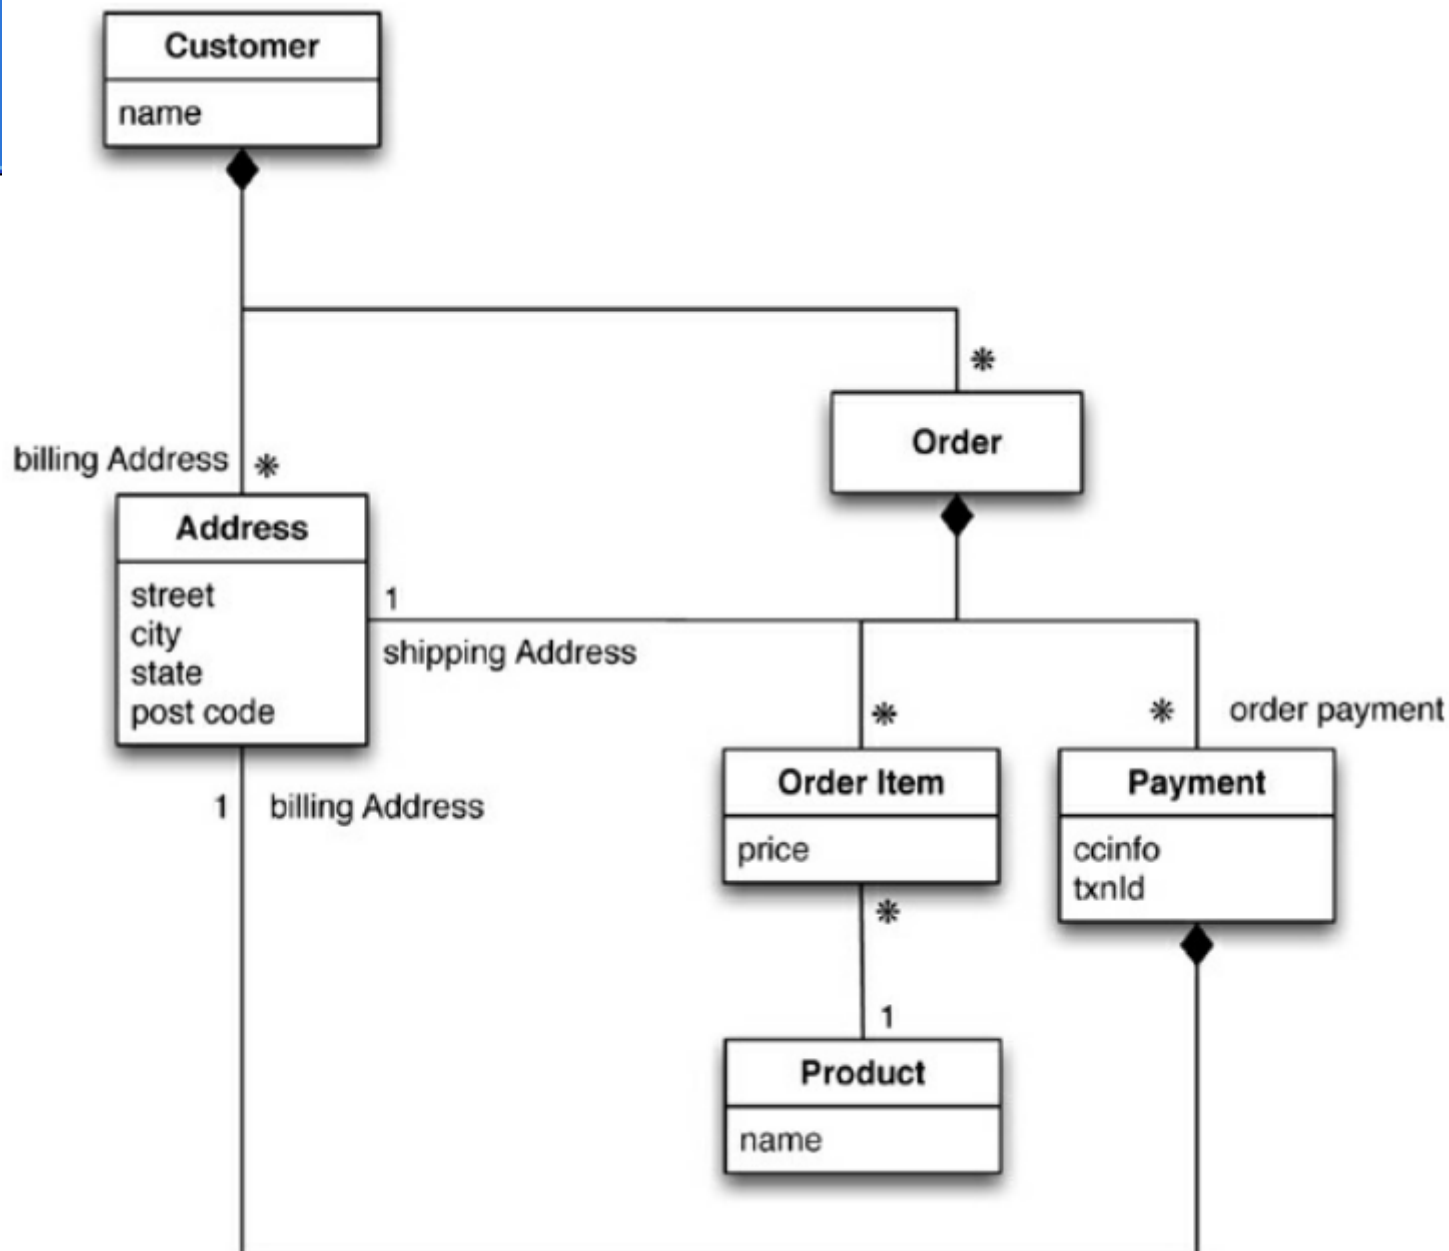 Customer
name
*
Order
billing Address *
Address
street
city
state
post code
1
shipping Address
* order payment
*
1 billing Address
Order Item
price
Payment
ccinfo
txnId
*
1
Product
name